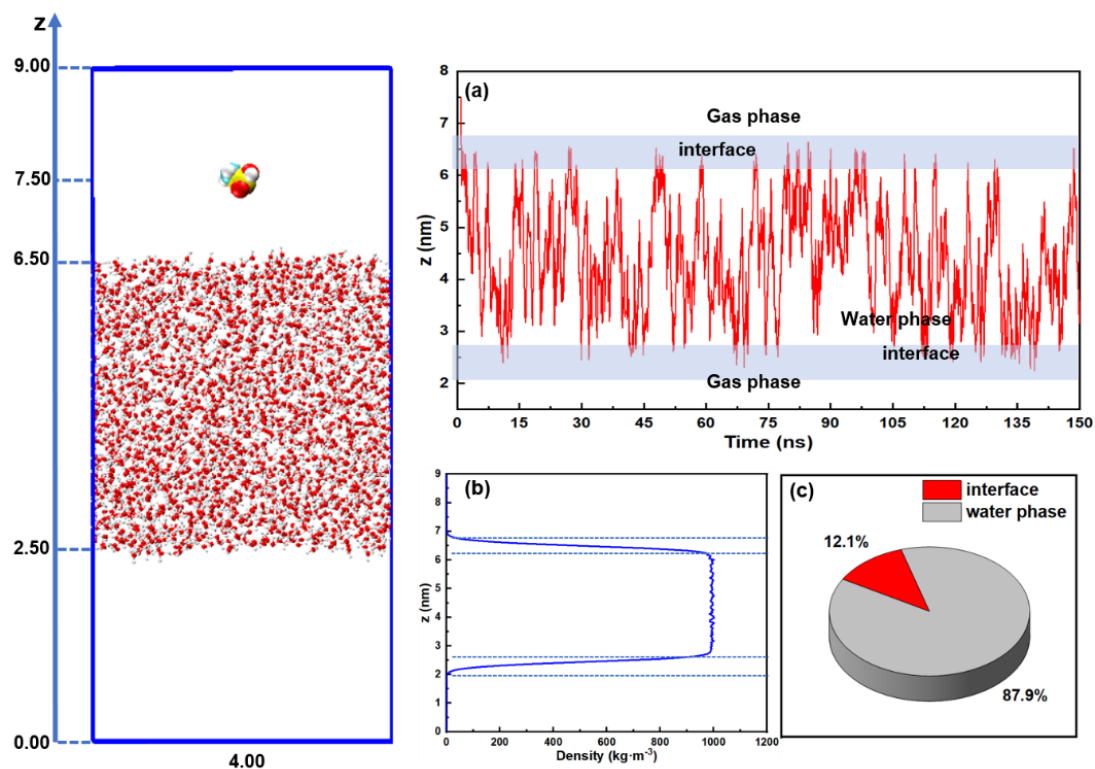 z
9.00
7.50
6.50
2.50
0.00
4.00
(a)
Gas phase
interface
Water phase
interface
Gas phase
z (nm)
8
7
6
5
4
3
2
0 15 30 45 60 75 90 105 120 135 150
Time (ns)
(b)
z (nm)
9
8
7
6
5
4
3
2
1
0
0 200 400 600 800 1000 1200
Density (kg·m⁻³)
(c)
interface
water phase
12.1%
87.9%